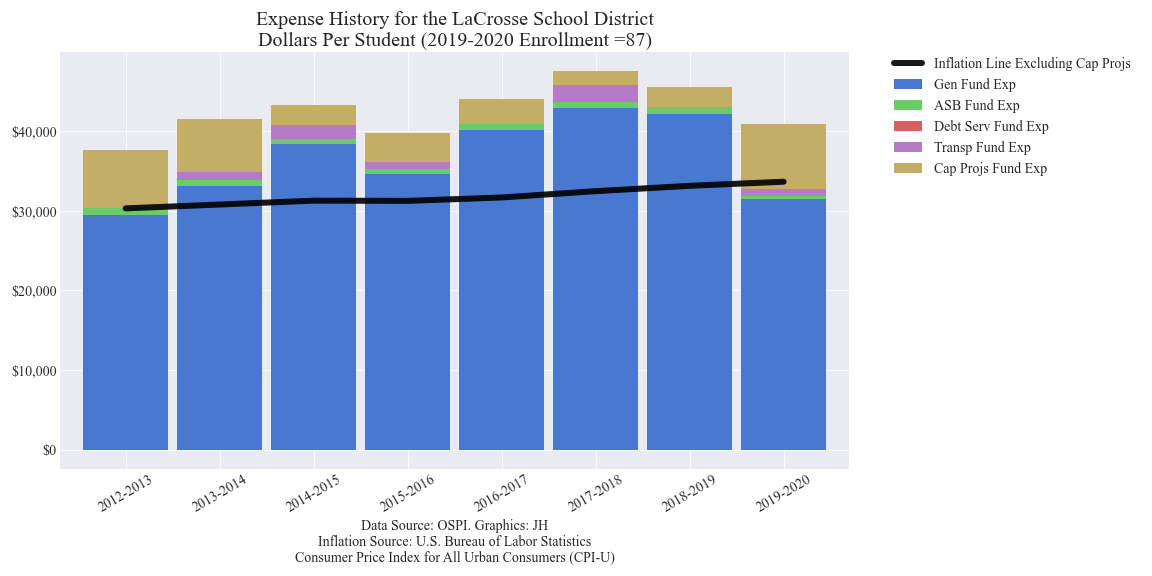 Expense History for the LaCrosse School District
Dollars Per Student (2019-2020 Enrollment =87)
Inflation Line Excluding Cap Projs
Gen Fund Exp
ASB Fund Exp
Debt Serv Fund Exp
Transp Fund Exp
Cap Projs Fund Exp
$40,000
$30,000
$20,000
$10,000
$0
2012-2013
2013-2014
2014-2015
2015-2016
2016-2017
2017-2018
2018-2019
2019-2020
Data Source: OSPI. Graphics: JH
Inflation Source: U.S. Bureau of Labor Statistics
Consumer Price Index for All Urban Consumers (CPI-U)